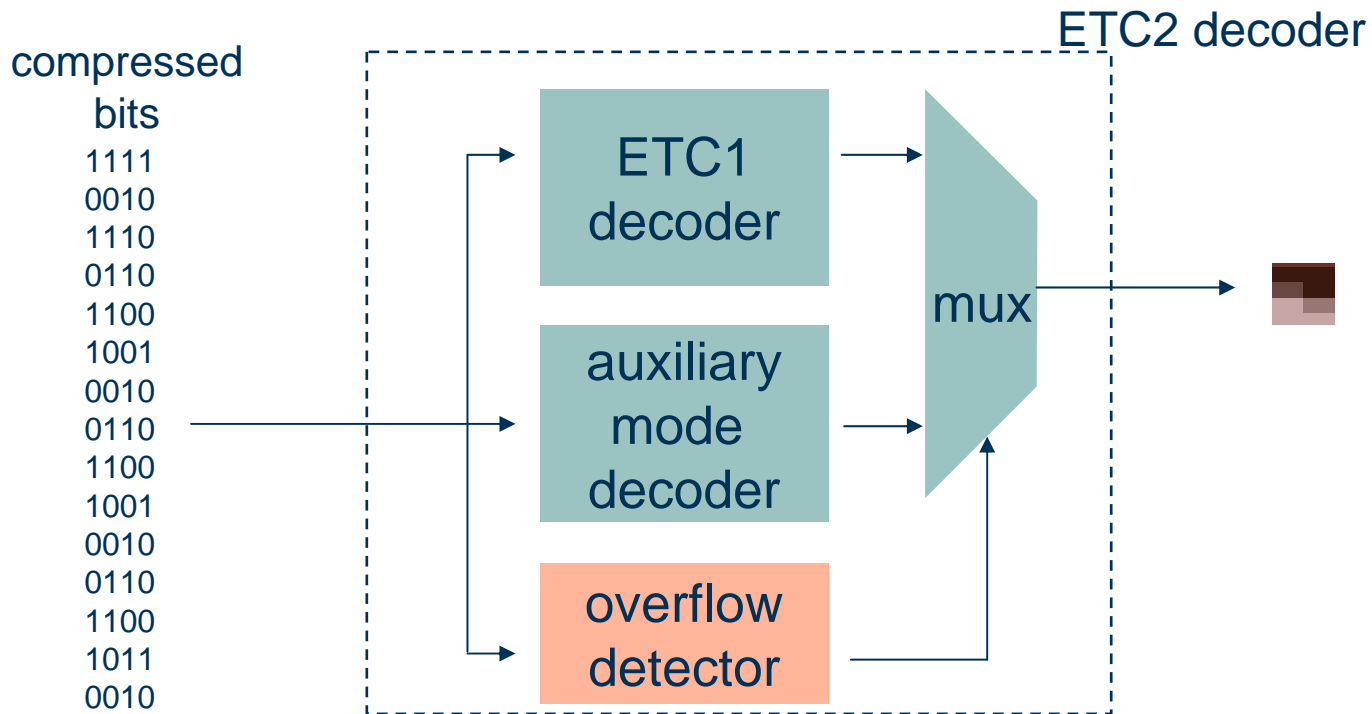 ETC2 decoder
compressed
bits
1111
0010
1110
0110
1100
1001
0010
0110
1100
1001
0010
0110
1100
1011
0010
ETC1
decoder
auxiliary
mode
decoder
overflow
detector
mux